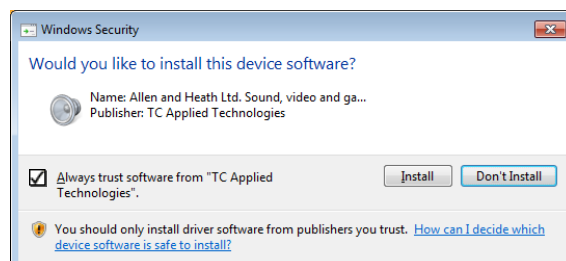 Windows Security
Would you like to install this device software?
Name: Allen and Heath Ltd. Sound, video and ga...
Publisher: TC Applied Technologies
Always trust software from "TC Applied
Technologies".
Install
Don't Install
You should only install driver software from publishers you trust. How can I decide which
device software is safe to install?